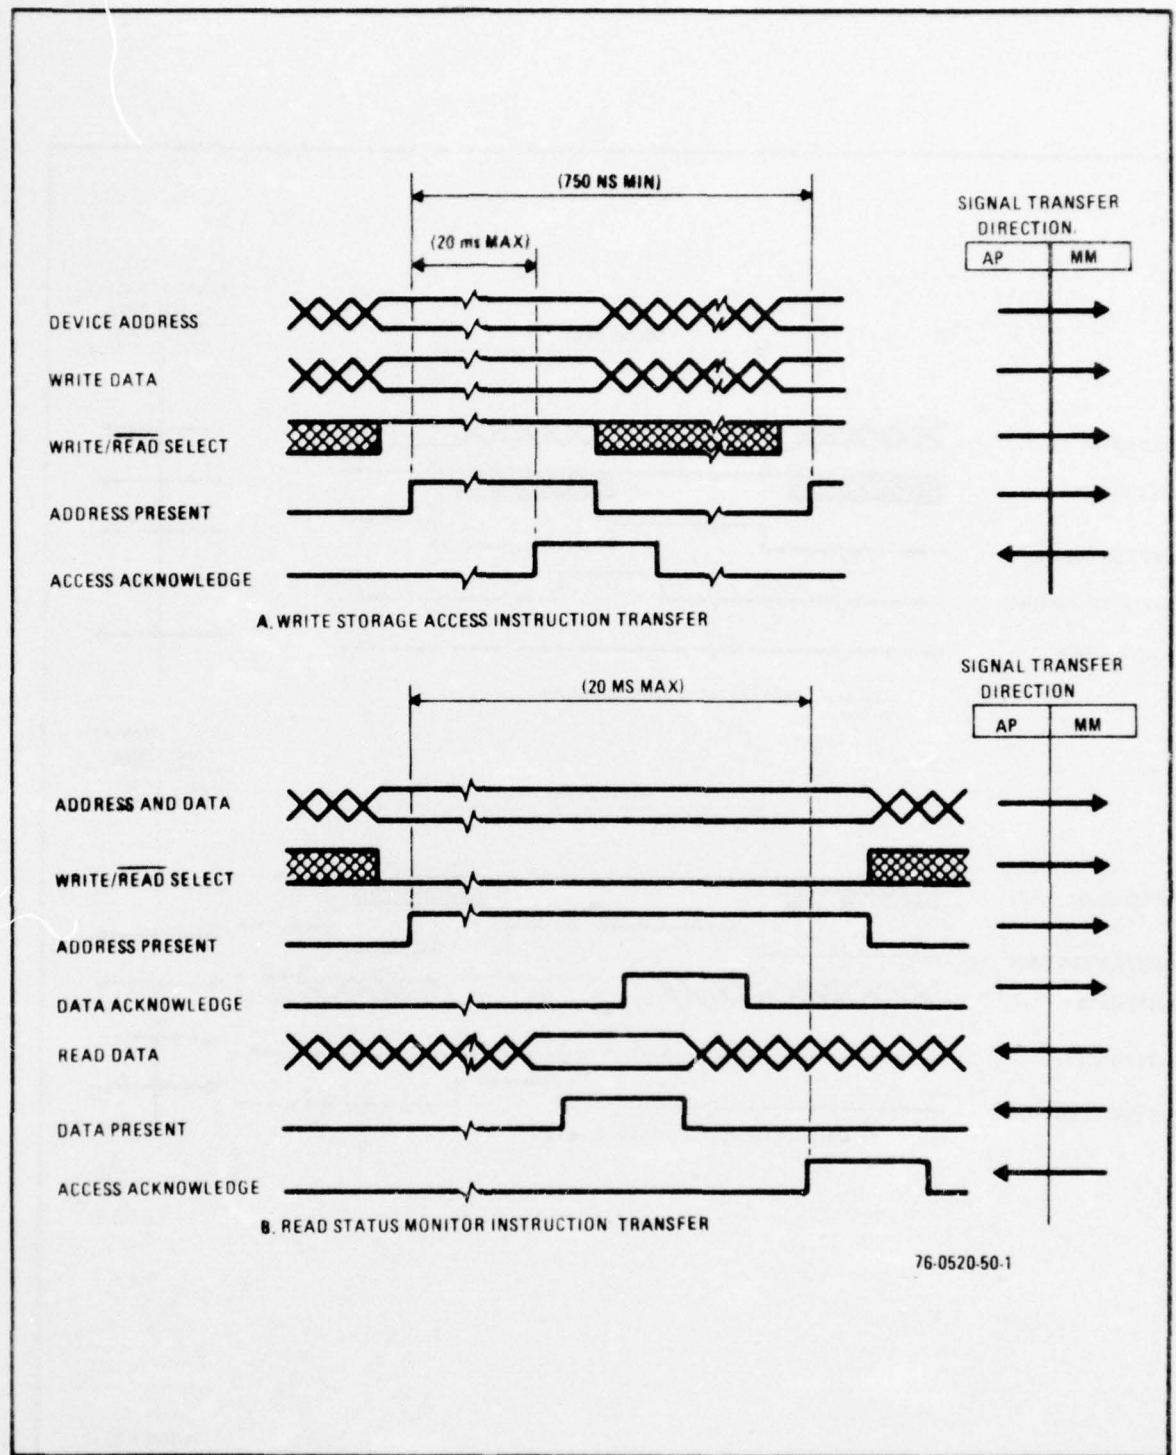 (750 NS MIN)
SIGNAL TRANSFER
DIRECTION.
AP MM
(20 ms MAX)
DEVICE ADDRESS
WRITE DATA
WRITE/READ SELECT
ADDRESS PRESENT
ACCESS ACKNOWLEDGE
A. WRITE STORAGE ACCESS INSTRUCTION TRANSFER
SIGNAL TRANSFER
DIRECTION
AP MM
(20 MS MAX)
ADDRESS AND DATA
WRITE/READ SELECT
ADDRESS PRESENT
DATA ACKNOWLEDGE
READ DATA
DATA PRESENT
ACCESS ACKNOWLEDGE
B. READ STATUS MONITOR INSTRUCTION TRANSFER
76-0520-50-1